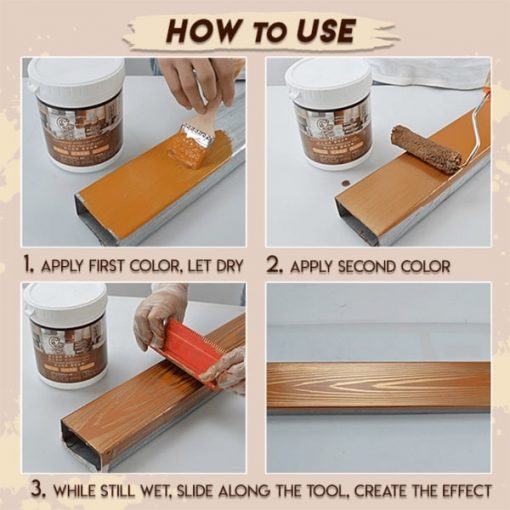 HOW TO USE
1. APPLY FIRST COLOR, LET DRY
2. APPLY SECOND COLOR
3. WHILE STILL WET, SLIDE ALONG THE TOOL, CREATE THE EFFECT